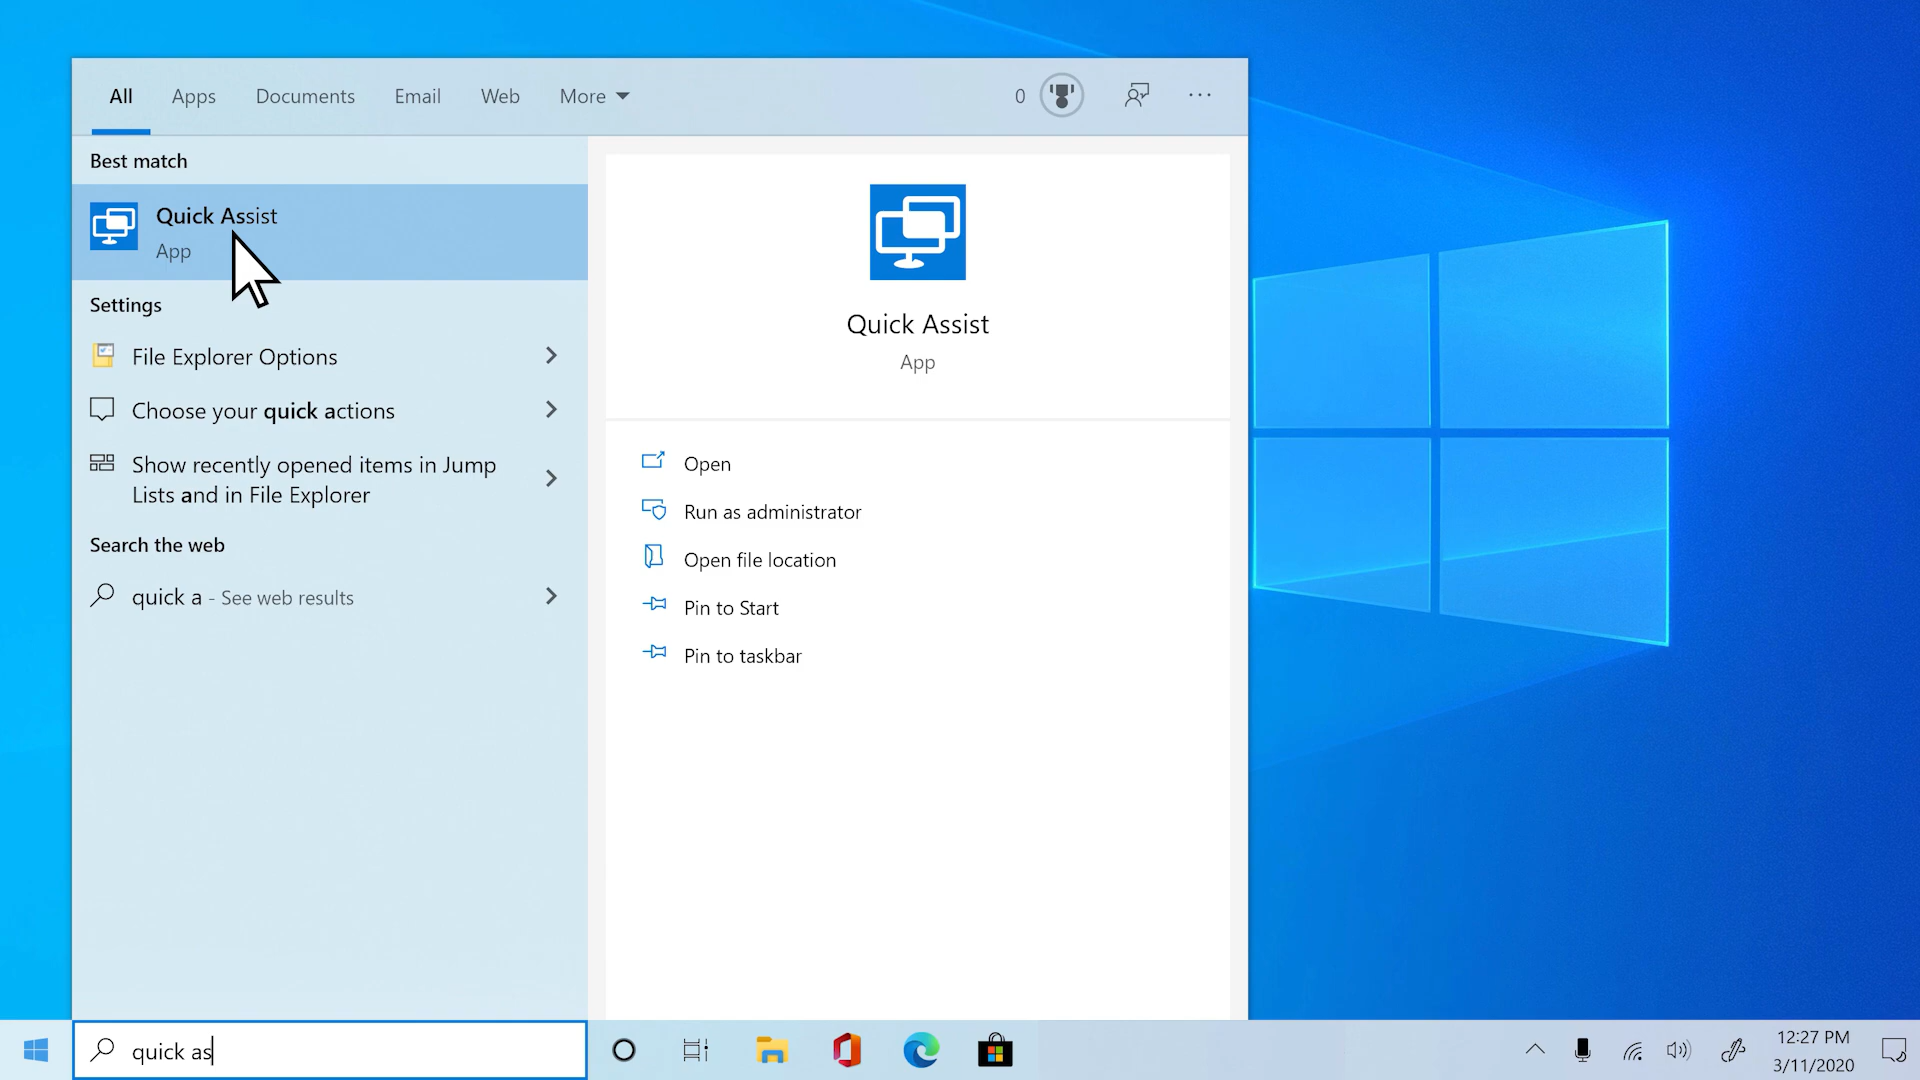 All
Apps
Documents
Email
Web
More
0
Best match
Quick Assist
App
Settings
File Explorer Options
Choose your quick actions
Show recently opened items in Jump
Lists and in File Explorer
Search the web
quick a - See web results
Quick Assist
App
Open
Run as administrator
Open file location
Pin to Start
Pin to taskbar
quick as
12:27 PM
3/11/2020